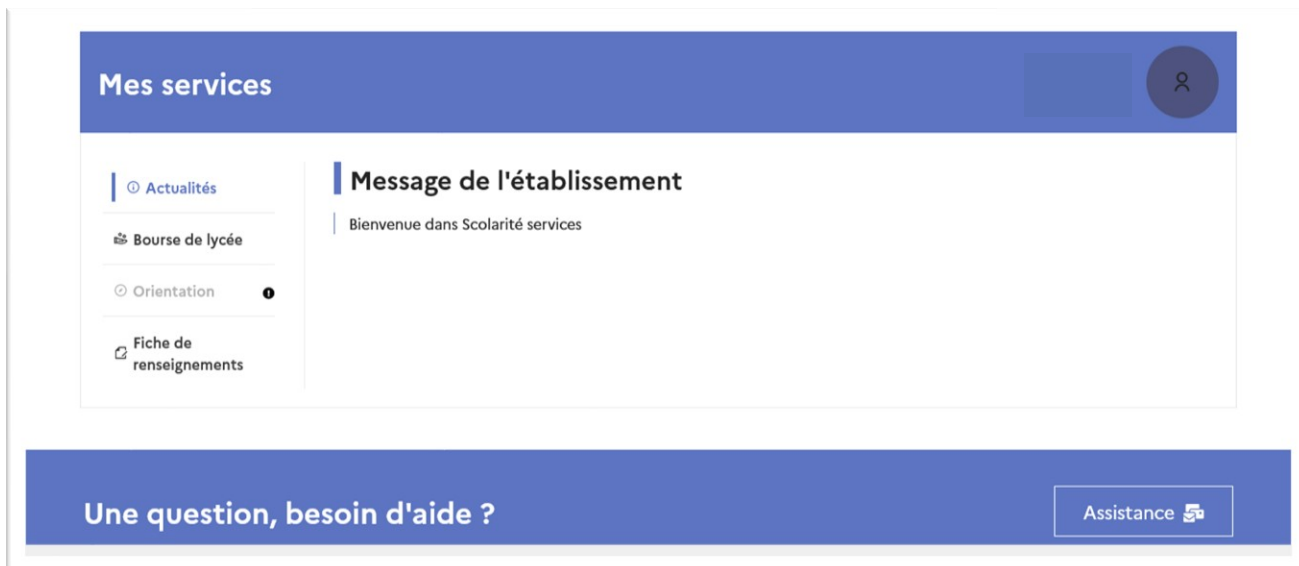 Mes services
Actualités
Bourse de lycée
Orientation
Fiche de
renseignements
Message de l'établissement
Bienvenue dans Scolarité services
Une question, besoin d'aide ?
Assistance